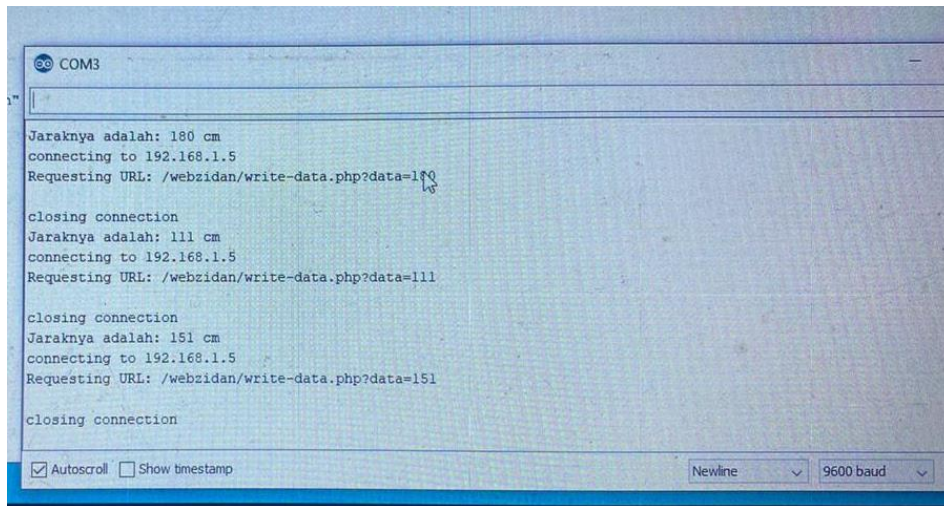 COM3
n"
Jaraknya adalah: 180 cm
connecting to 192.168.1.5
Requesting URL: /webzidan/write-data.php?data=180
closing connection
Jaraknya adalah: 111 cm
connecting to 192.168.1.5
Requesting URL: /webzidan/write-data.php?data=111
closing connection
Jaraknya adalah: 151 cm
connecting to 192.168.1.5
Requesting URL: /webzidan/write-data.php?data=151
closing connection
Autoscroll Show timestamp Newline 9600 baud